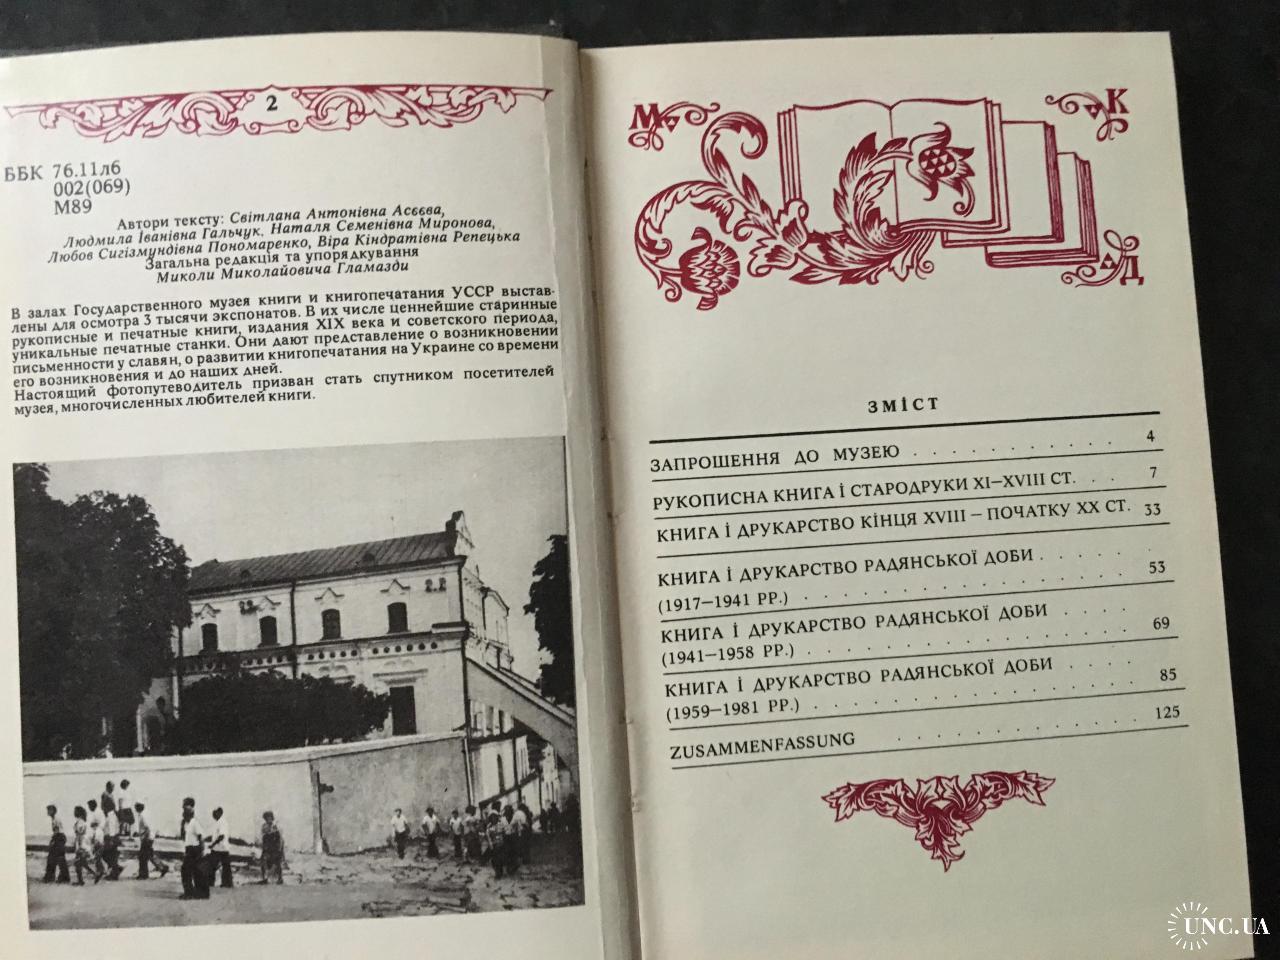 2
ББК 76.11л6
002(069)
М89
Автори тексту: Світлана Антонівна Асєєва,
Людмила Іванівна Гальчук, Наталя Семенівна Миронова,
Любов Сигізмундівна Пономаренко, Віра Кіндратівна Репецька
Загальна редакція та упорядкування
Миколи Миколайовича Гламазди
В залах Государственного музея книги и книгопечатания УССР выстав-
лены для осмотра 3 тысячи экспонатов. В их числе ценнейшие старинные
рукописные и печатные книги, издания XIX века и советского периода,
уникальные печатные станки. Они дают представление о возникновении
письменности у славян, о развитии книгопечатания на Украине со времени
его возникновения и до наших дней.
Настоящий фотопутеводитель призван стать спутником посетителей
музея, многочисленных любителей книги.
М К
Д
ЗМІСТ
ЗАПРОШЕННЯ ДО МУЗЕЮ . . . . . . . . . . . 4
РУКОПИСНА КНИГА І СТАРОДРУКИ XI—XVIII СТ. . . 7
КНИГА І ДРУКАРСТВО КІНЦЯ XVIII — ПОЧАТКУ XX СТ. 33
КНИГА І ДРУКАРСТВО РАДЯНСЬКОЇ ДОБИ . . . . .
(1917—1941 РР.) . . . . . . . . . . . . . . . 53
КНИГА І ДРУКАРСТВО РАДЯНСЬКОЇ ДОБИ . . . .
(1941—1958 РР.) . . . . . . . . . . . . . . . 69
КНИГА І ДРУКАРСТВО РАДЯНСЬКОЇ ДОБИ . . . .
(1959—1981 РР.) . . . . . . . . . . . . . . . 85
ZUSAMMENFASSUNG . . . . . . . . . . . 125
UNC.UA